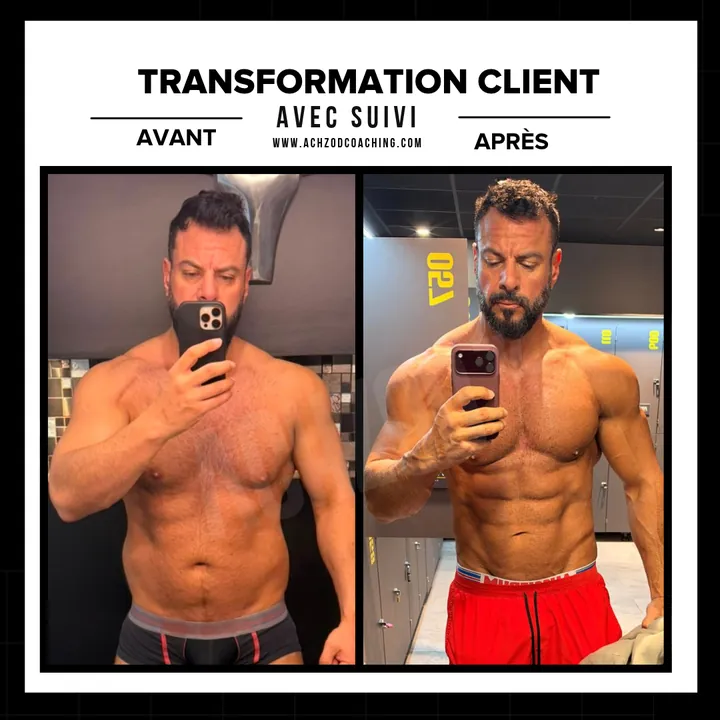 TRANSFORMATION CLIENT
AVEC SUIVI
AVANT
WWW.ACHZODCOACHING.COM
APRÈS